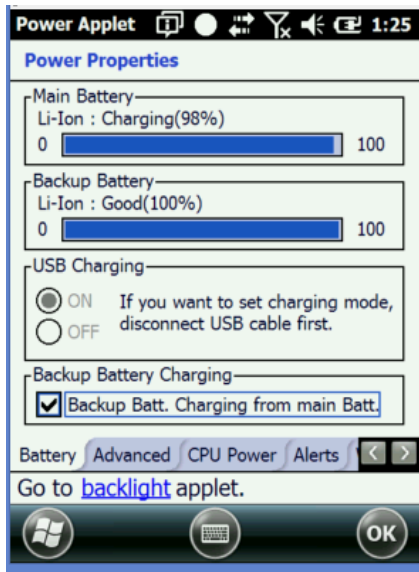 Power Applet 1:25
Power Properties
Main Battery
Li-Ion : Charging(98%)
0 100
Backup Battery
Li-Ion : Good(100%)
0 100
USB Charging
ON If you want to set charging mode,
OFF disconnect USB cable first.
Backup Battery Charging
Backup Batt. Charging from main Batt.
Battery Advanced CPU Power Alerts
Go to backlight applet.
OK